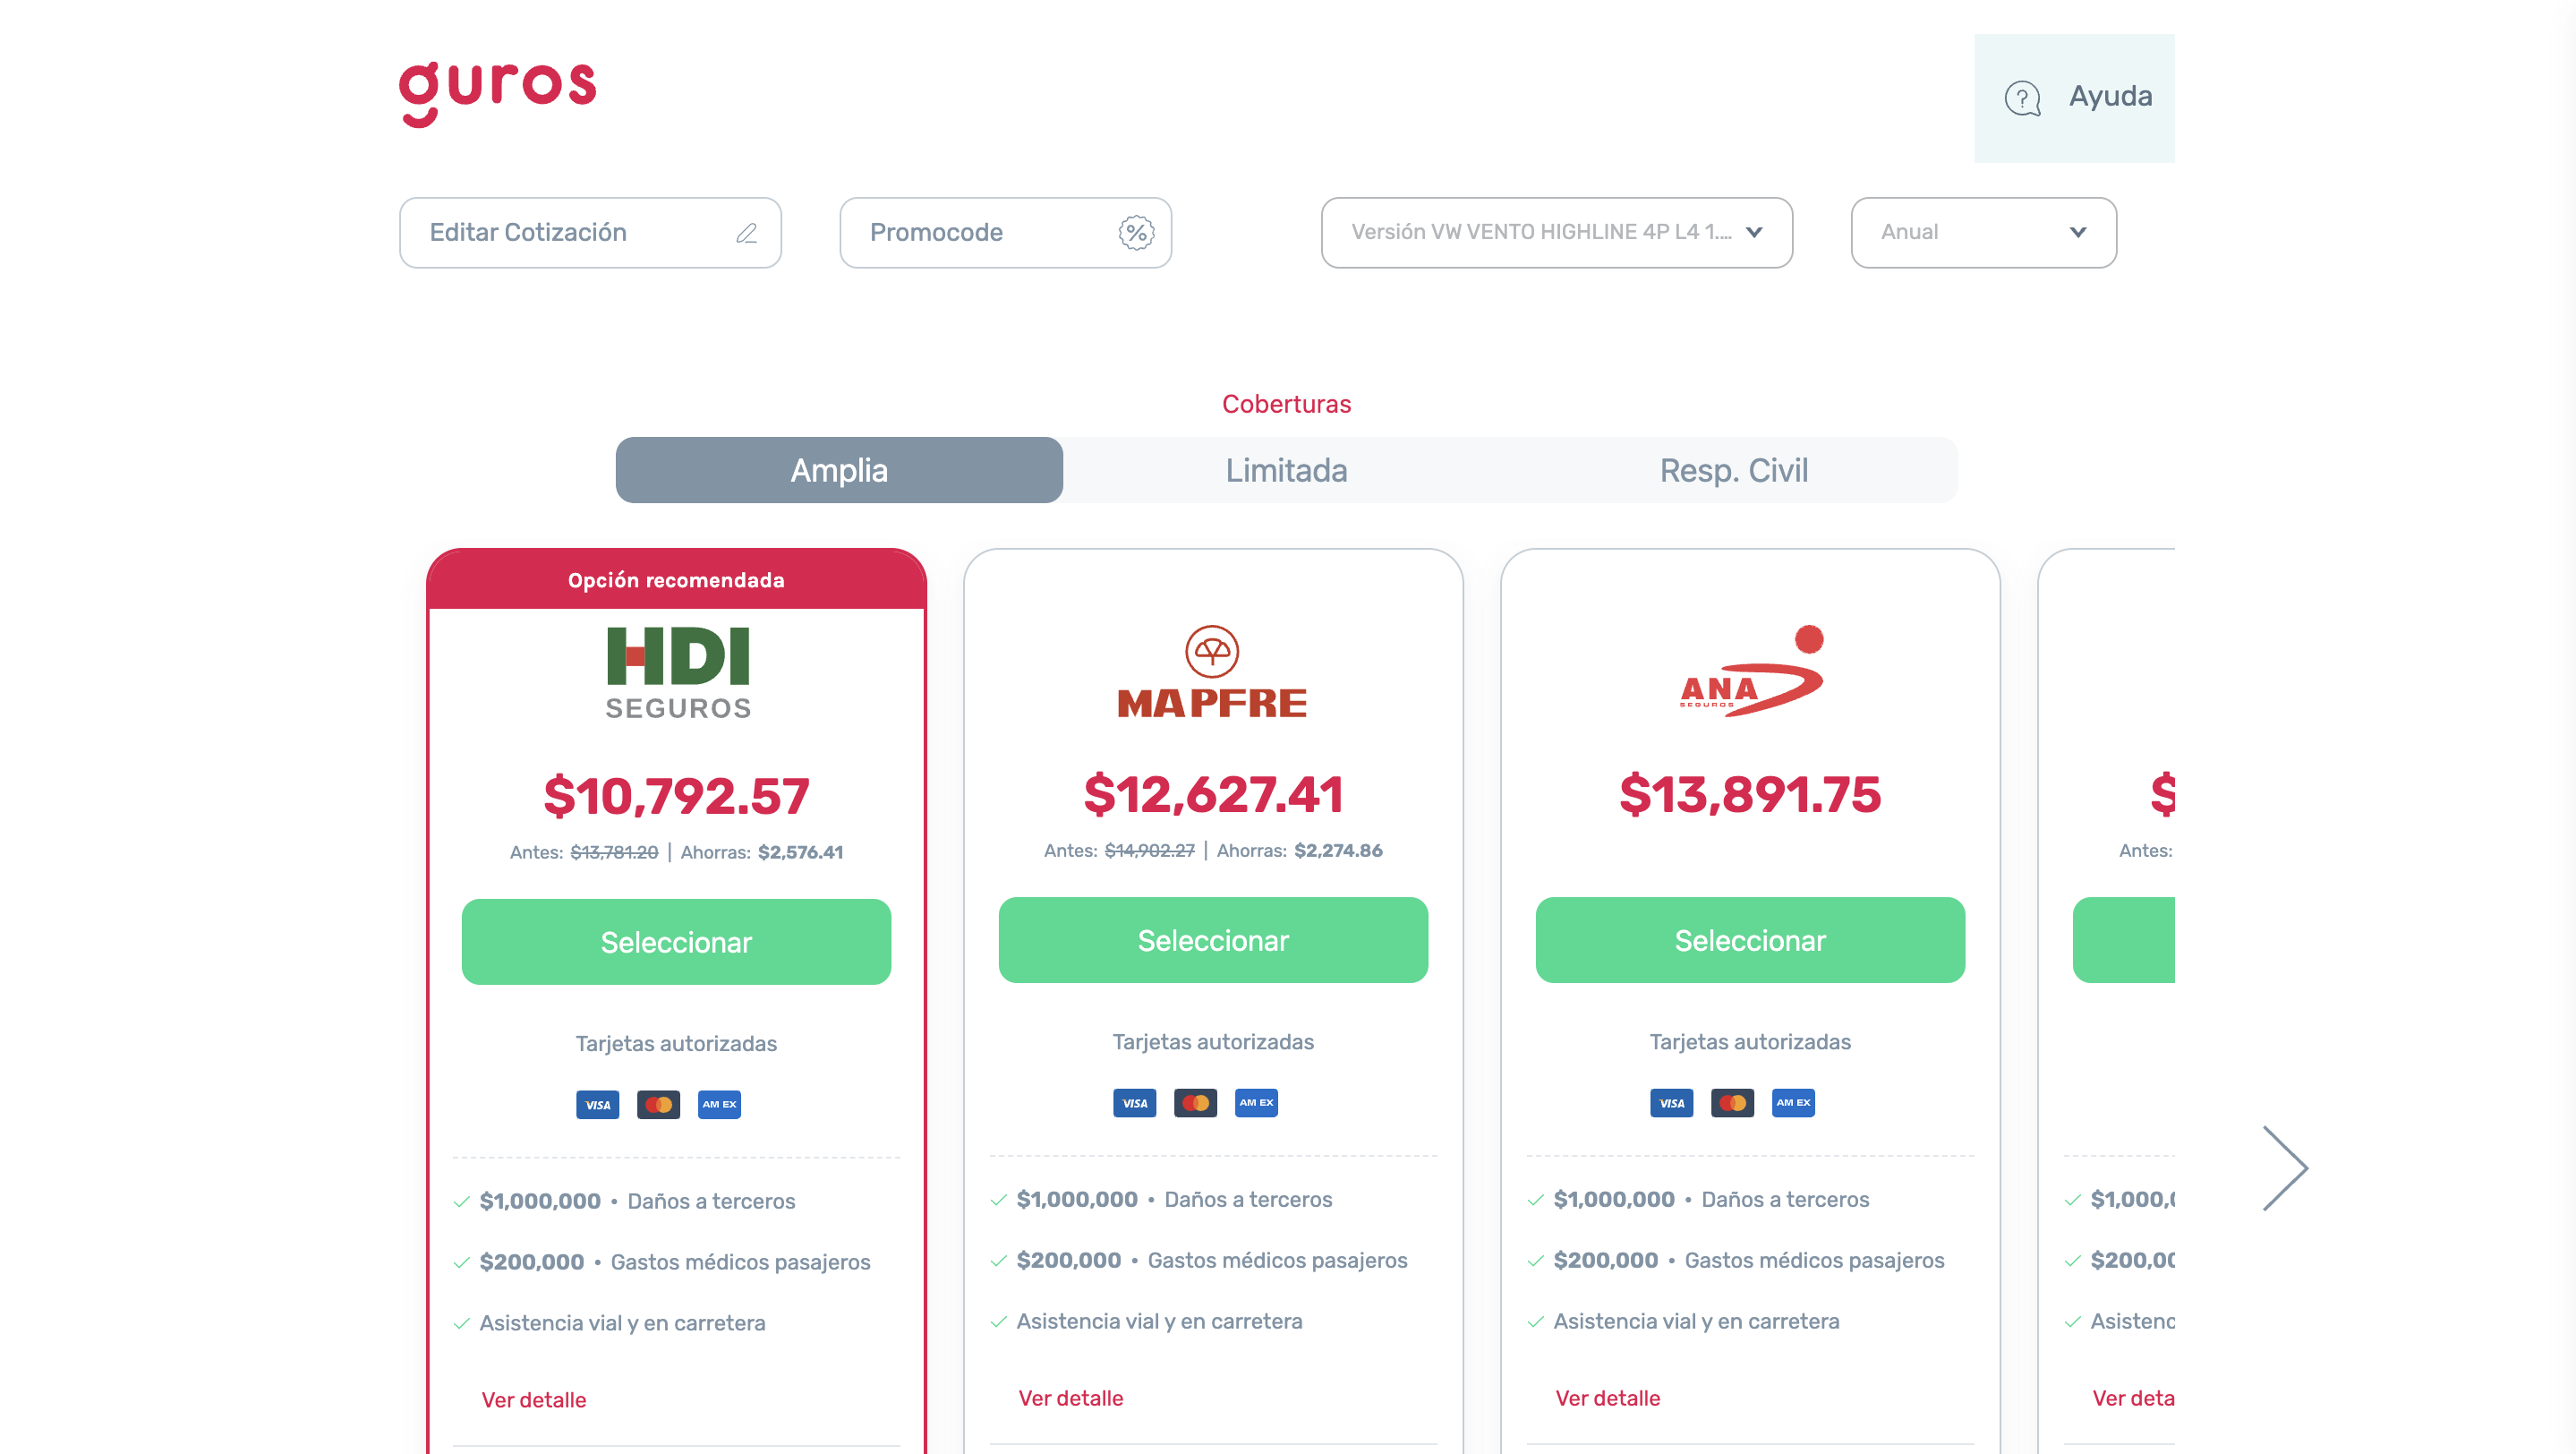 guros
Ayuda
Editar Cotización
Promocode
Versión VW VENTO HIGHLINE 4P L4 1....
Anual
Coberturas
Amplia
Limitada
Resp. Civil
Opción recomendada
HDI
SEGUROS
$10,792.57
Antes: $13,781.20 | Ahorras: $2,576.41
Seleccionar
Tarjetas autorizadas
VISA
AM EX
$1,000,000 • Daños a terceros
$200,000 • Gastos médicos pasajeros
Asistencia vial y en carretera
Ver detalle
MAPFRE
$12,627.41
Antes: $14,902.27 | Ahorras: $2,274.86
Seleccionar
Tarjetas autorizadas
VISA
AM EX
$1,000,000 • Daños a terceros
$200,000 • Gastos médicos pasajeros
Asistencia vial y en carretera
Ver detalle
ANA
SEGUROS
$13,891.75
Seleccionar
Tarjetas autorizadas
VISA
AM EX
$1,000,000 • Daños a terceros
$200,000 • Gastos médicos pasajeros
Asistencia vial y en carretera
Ver detalle
$
Antes:
$1,000,0
$200,00
Asistenc
Ver deta